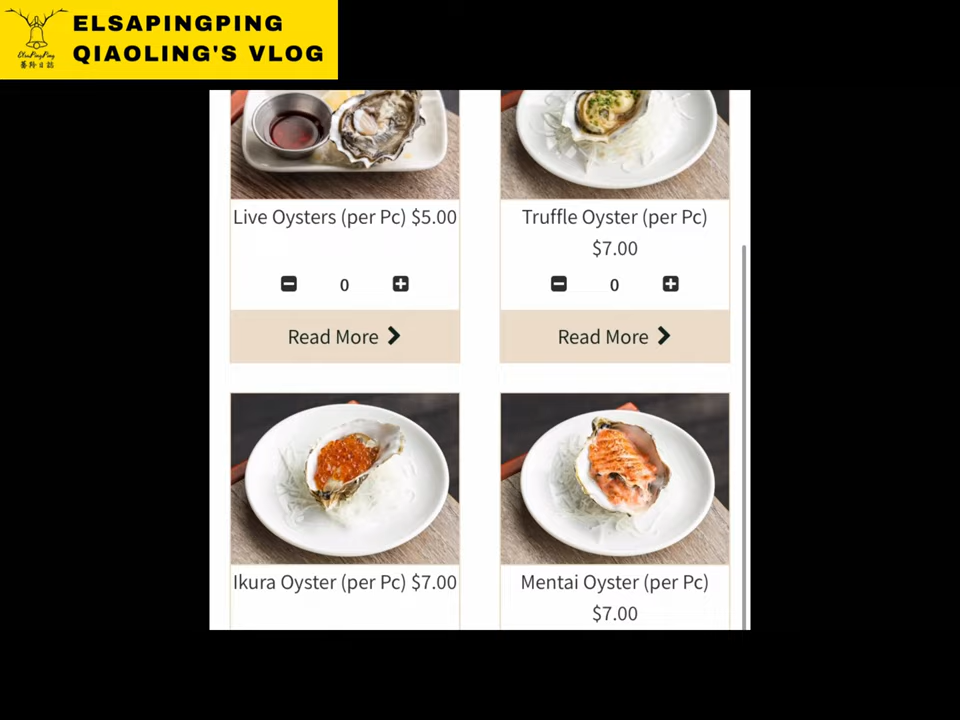 ELSAPINGPING
QIAOLING'S VLOG
ElsaPingPing
Live Oysters (per Pc) $5.00
Truffle Oyster (per Pc)
$7.00
0
0
Read More
Read More
Ikura Oyster (per Pc) $7.00
Mentai Oyster (per Pc)
$7.00